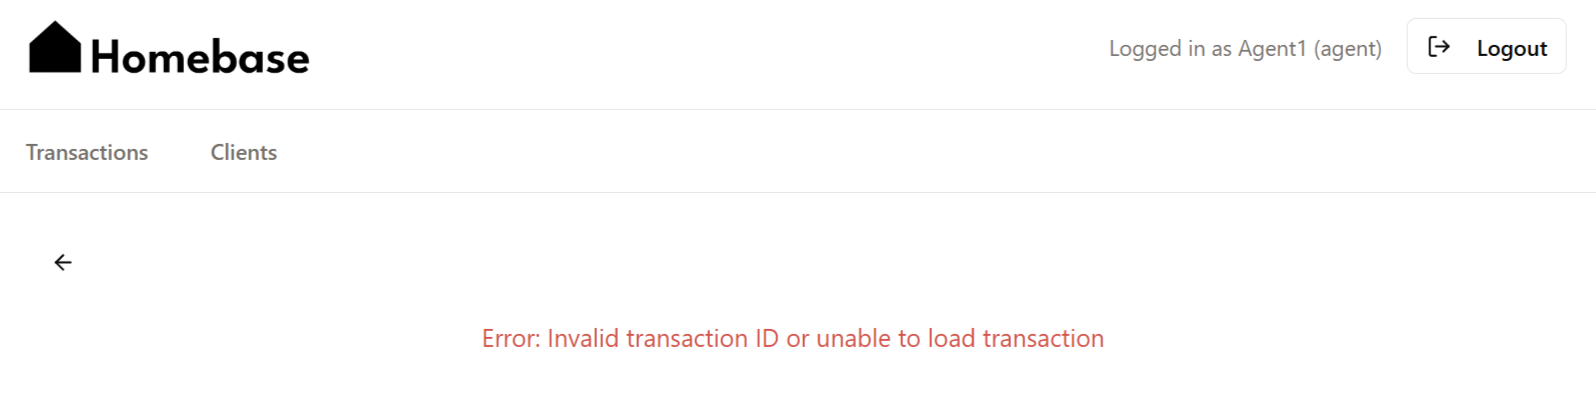 Homebase
Logged in as Agent1 (agent)
Logout
Transactions
Clients
Error: Invalid transaction ID or unable to load transaction